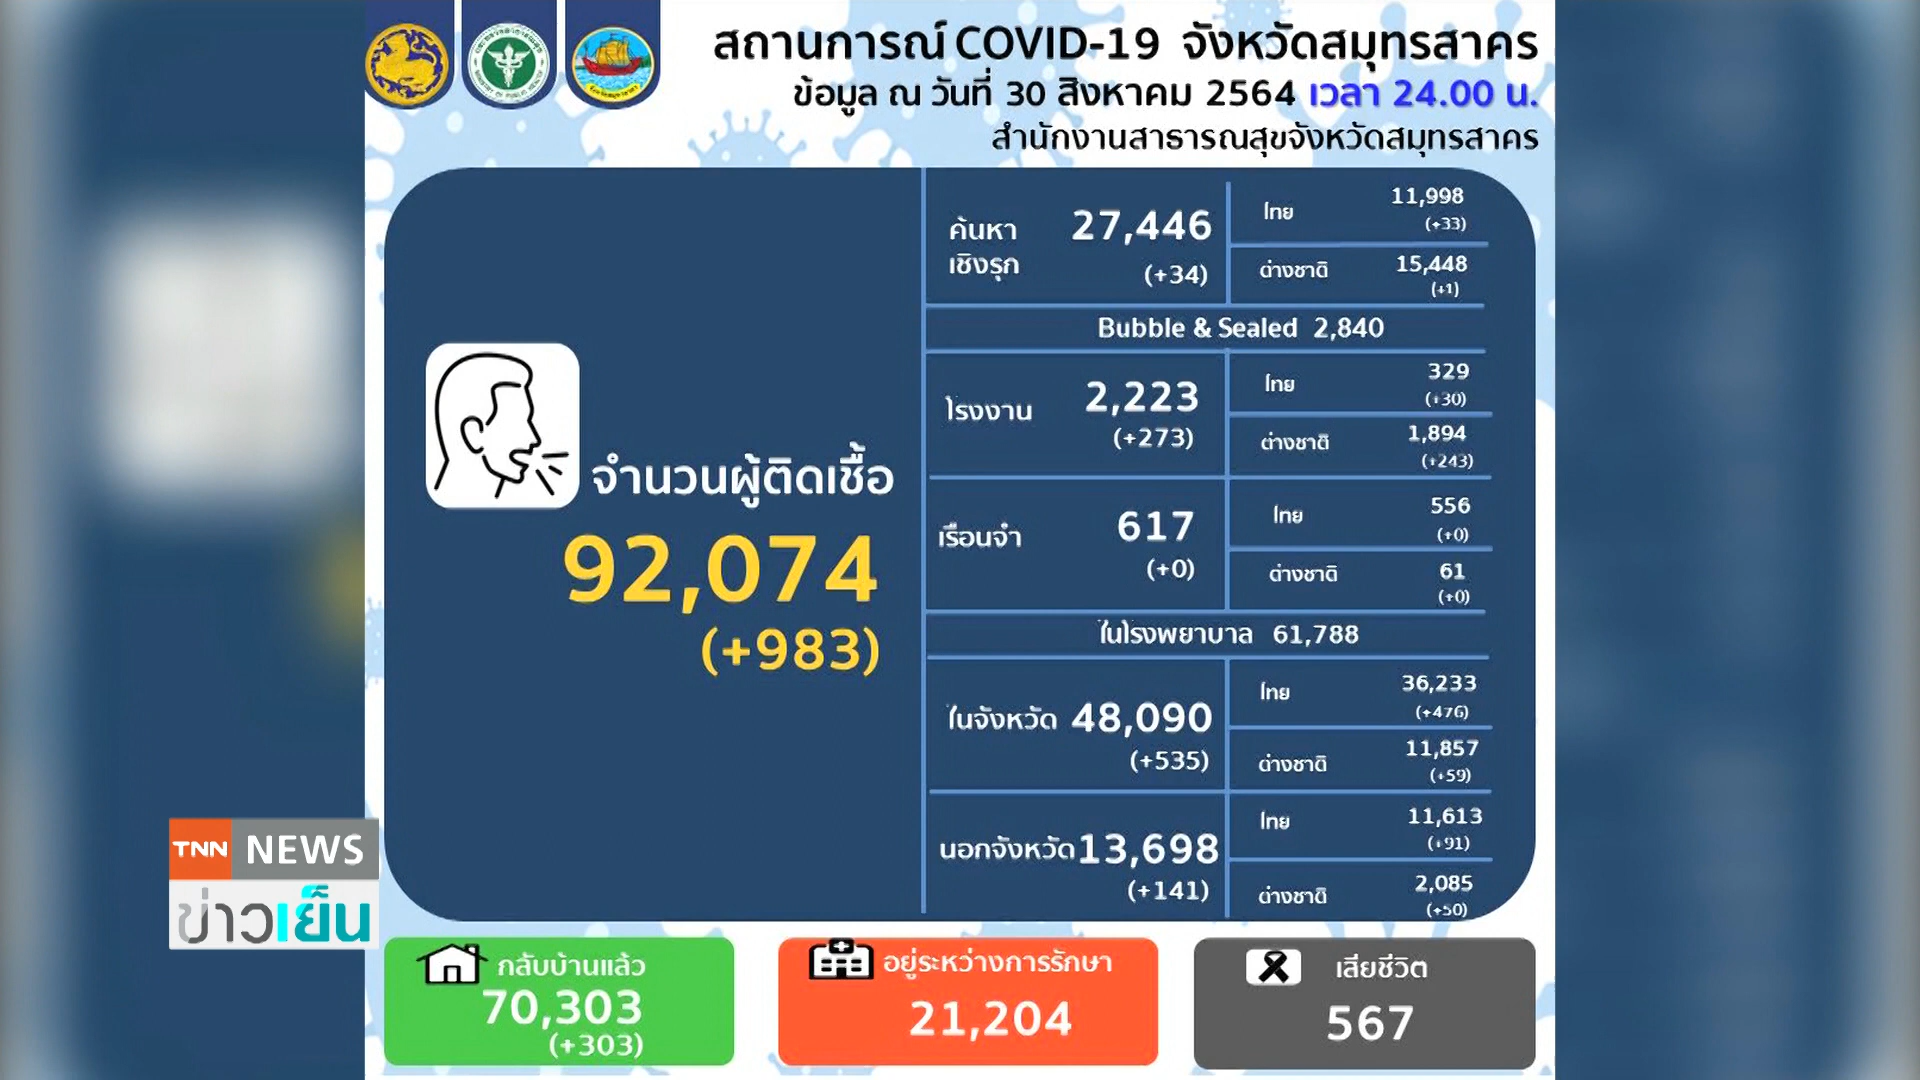 สถานการณ์ COVID-19 จังหวัดสมุทรสาคร
ข้อมูล ณ วันที่ 30 สิงหาคม 2564 เวลา 24.00 น.
สำนักงานสาธารณสุขจังหวัดสมุทรสาคร
จำนวนผู้ติดเชื้อ
92,074
(+983)
ค้นหา
เชิงรุก
27,446
(+34)
ไทย
11,998
(+33)
ต่างชาติ
15,448
(+1)
Bubble & Sealed 2,840
โรงงาน
2,223
(+273)
ไทย
329
(+30)
ต่างชาติ
1,894
(+243)
เรือนจำ
617
(+0)
ไทย
556
(+0)
ต่างชาติ
61
(+0)
ในโรงพยาบาล 61,788
ในจังหวัด
48,090
(+535)
ไทย
36,233
(+476)
ต่างชาติ
11,857
(+59)
นอกจังหวัด
13,698
(+141)
ไทย
11,613
(+91)
ต่างชาติ
2,085
(+50)
TNN NEWS
ข่าวเย็น
กลับบ้านแล้ว
70,303
(+303)
อยู่ระหว่างการรักษา
21,204
เสียชีวิต
567